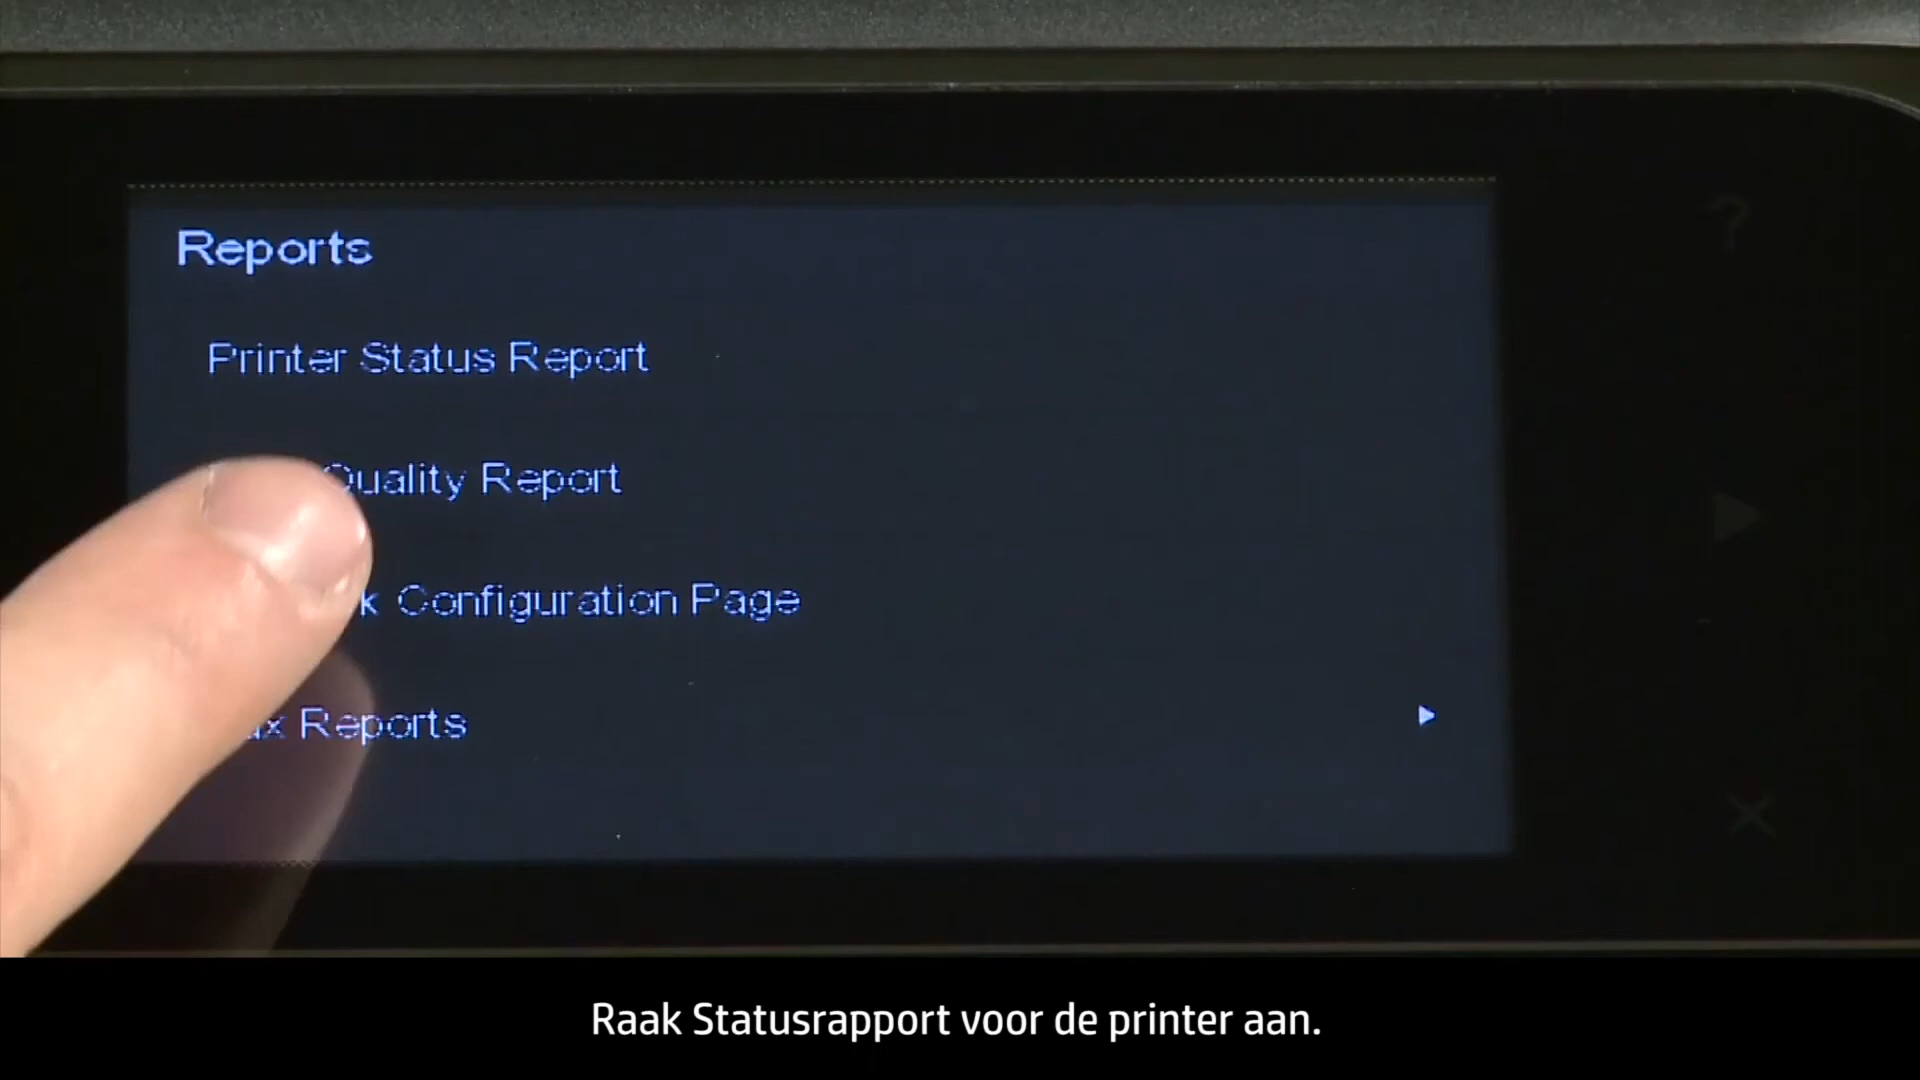 Reports
Printer Status Report
Quality Report
Configuration Page
Reports
Raak Statusrapport voor de printer aan.